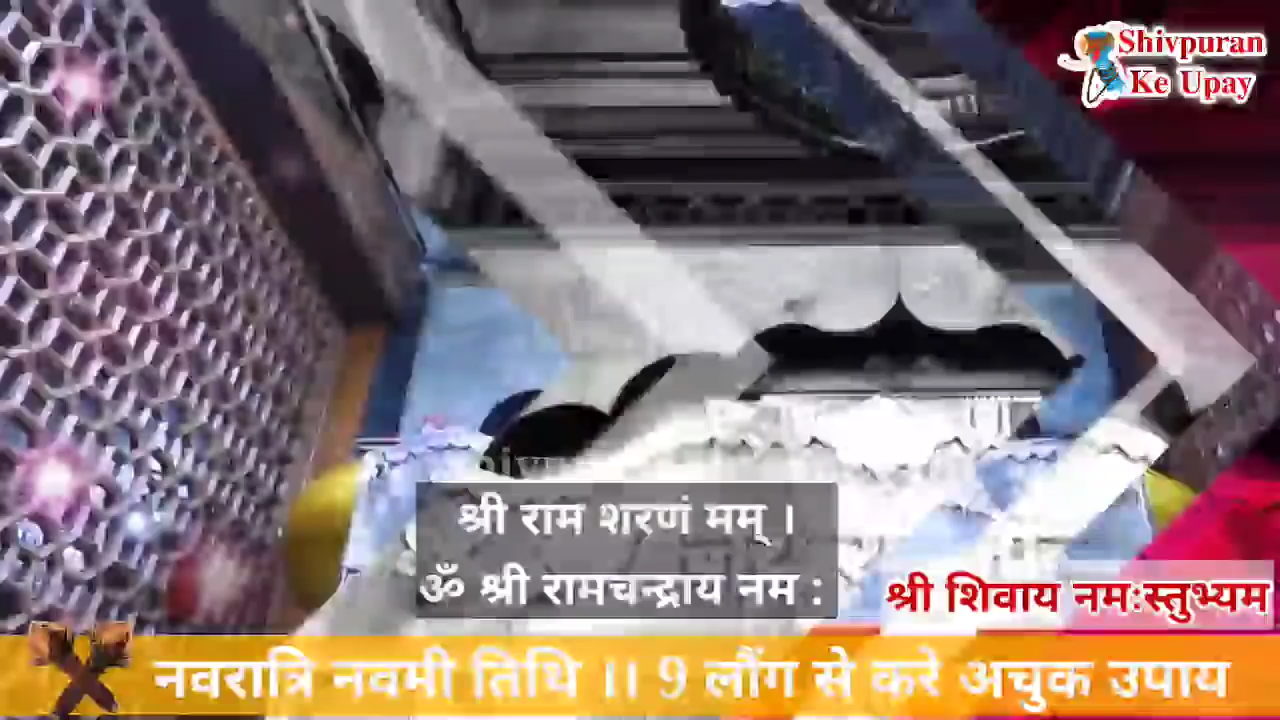 Shivpuran
Ke Upay
श्री राम शरणं मम् ।
ॐ श्री रामचन्द्राय नम :
श्री शिवाय नमःस्तुभ्यम
नवरात्रि नवमी तिथि ।। 9 लौंग से करे अचुक उपाय